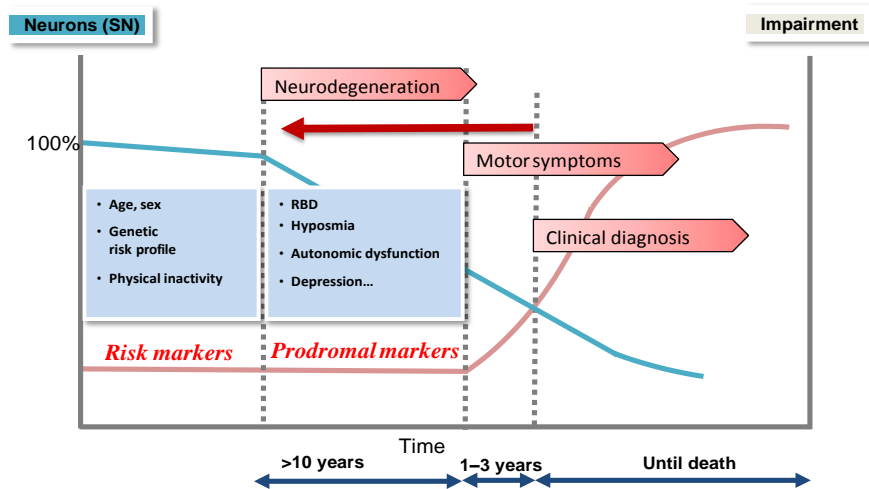 Neurons (SN)
Impairment
Neurodegeneration
100%
Motor symptoms
• Age, sex
• Genetic
risk profile
• Physical inactivity
• RBD
• Hyposmia
• Autonomic dysfunction
• Depression...
Clinical diagnosis
Risk markers
Prodromal markers
Time
>10 years
1–3 years
Until death